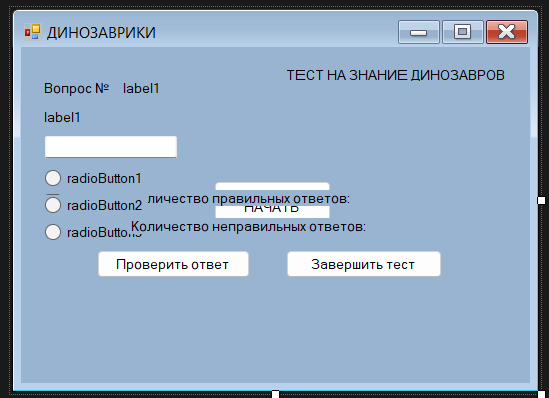 ДИНОЗАВРИКИ
ТЕСТ НА ЗНАНИЕ ДИНОЗАВРОВ
Вопрос № label1
label1
radioButton1
radioButton2
личество правильных ответов:
НАЧАТЬ
Количество неправильных ответов:
Проверить ответ Завершить тест